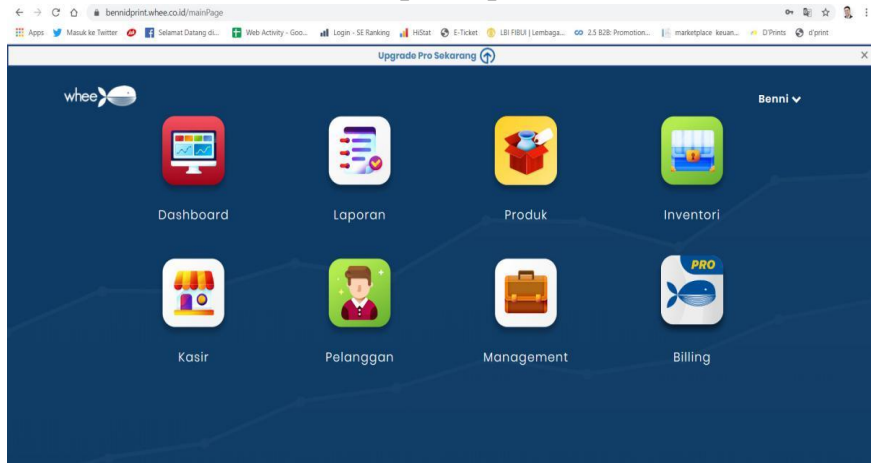 bennidprint.whee.co.id/mainPage
Apps Masuk ke Twitter Selamat Datang di... Web Activity - Goo... Login - SE Ranking HiStat E-Ticket LBI FIBUI | Lembaga... 2.5 B2B: Promotion... marketplace keuan... D'Prints d'print
Upgrade Pro Sekarang
whee
Benni
Dashboard Laporan Produk Inventori
PRO
Kasir Pelanggan Management Billing